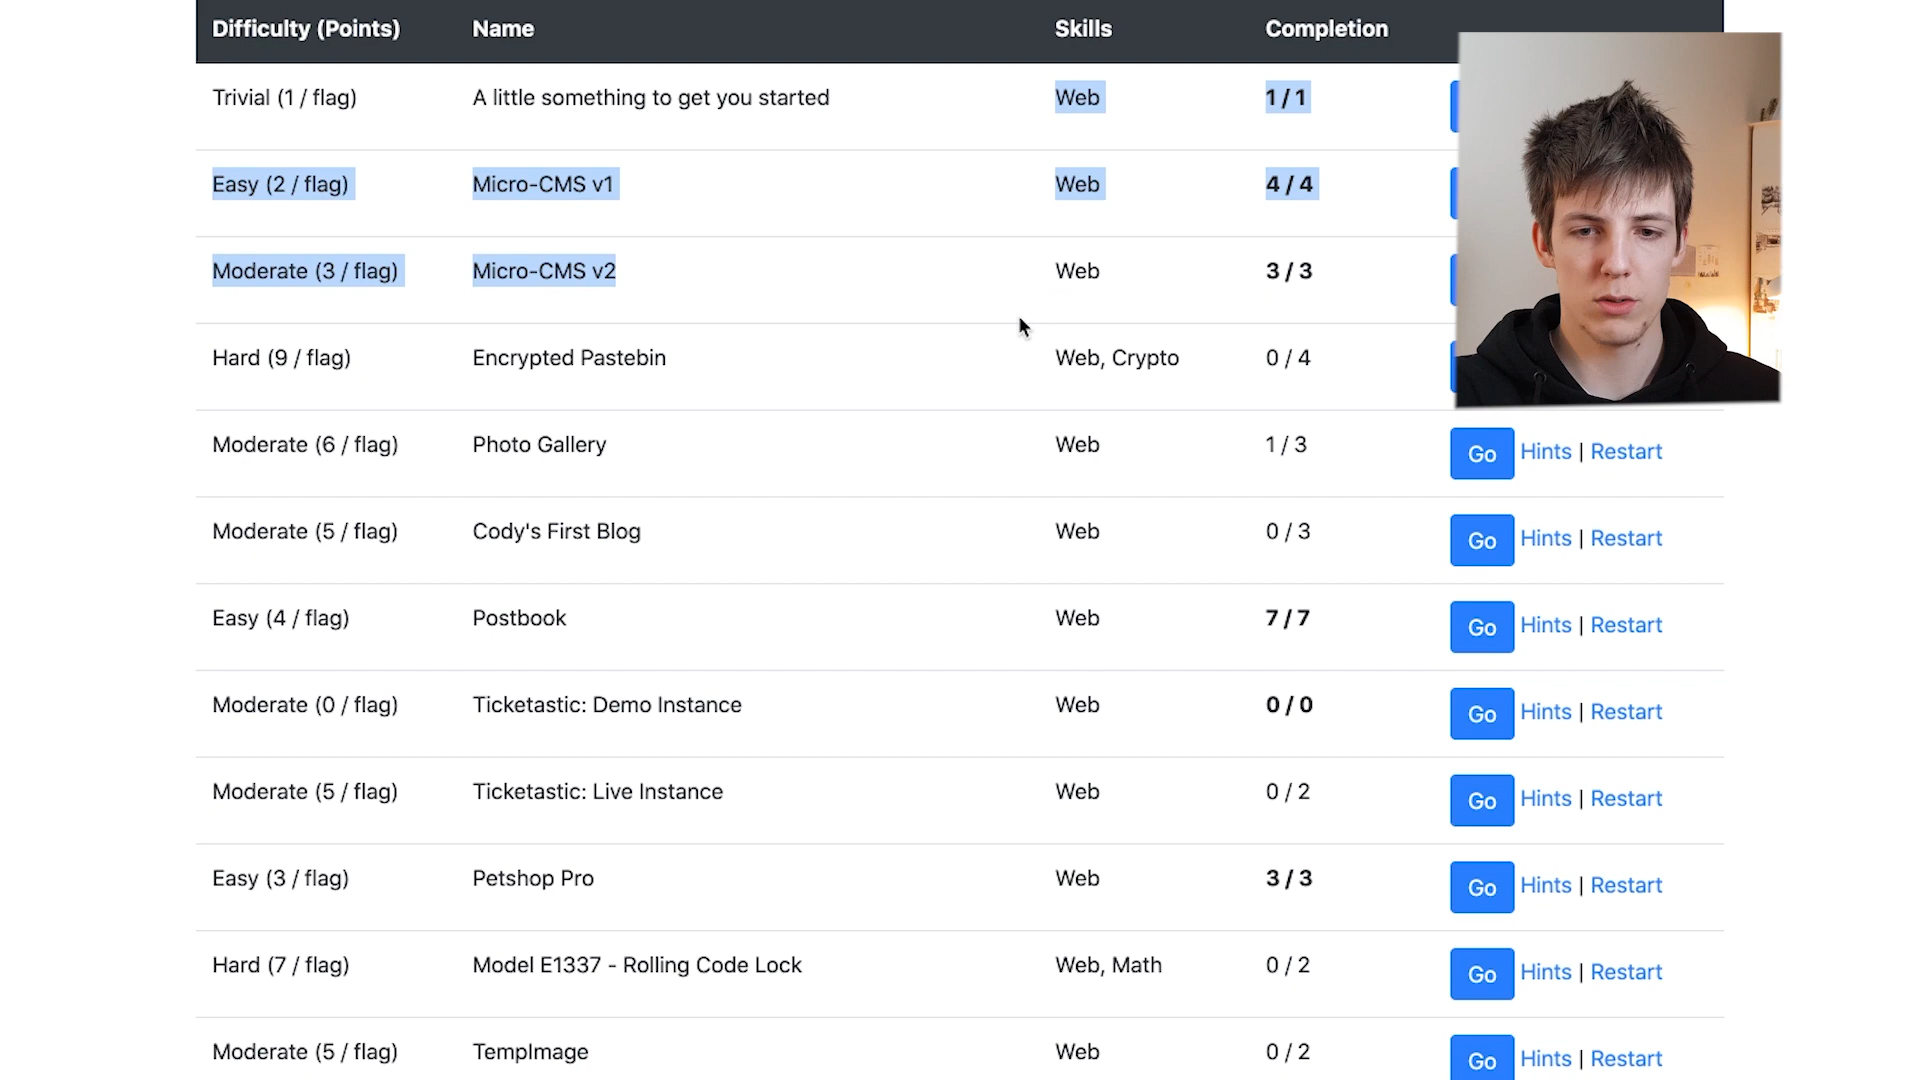 Difficulty (Points) Name Skills Completion
Trivial (1 / flag) A little something to get you started Web 1 / 1
Easy (2 / flag) Micro-CMS v1 Web 4 / 4
Moderate (3 / flag) Micro-CMS v2 Web 3 / 3
Hard (9 / flag) Encrypted Pastebin Web, Crypto 0 / 4
Moderate (6 / flag) Photo Gallery Web 1 / 3 Go Hints | Restart
Moderate (5 / flag) Cody's First Blog Web 0 / 3 Go Hints | Restart
Easy (4 / flag) Postbook Web 7 / 7 Go Hints | Restart
Moderate (0 / flag) Ticketastic: Demo Instance Web 0 / 0 Go Hints | Restart
Moderate (5 / flag) Ticketastic: Live Instance Web 0 / 2 Go Hints | Restart
Easy (3 / flag) Petshop Pro Web 3 / 3 Go Hints | Restart
Hard (7 / flag) Model E1337 - Rolling Code Lock Web, Math 0 / 2 Go Hints | Restart
Moderate (5 / flag) TempImage Web 0 / 2 Go Hints | Restart